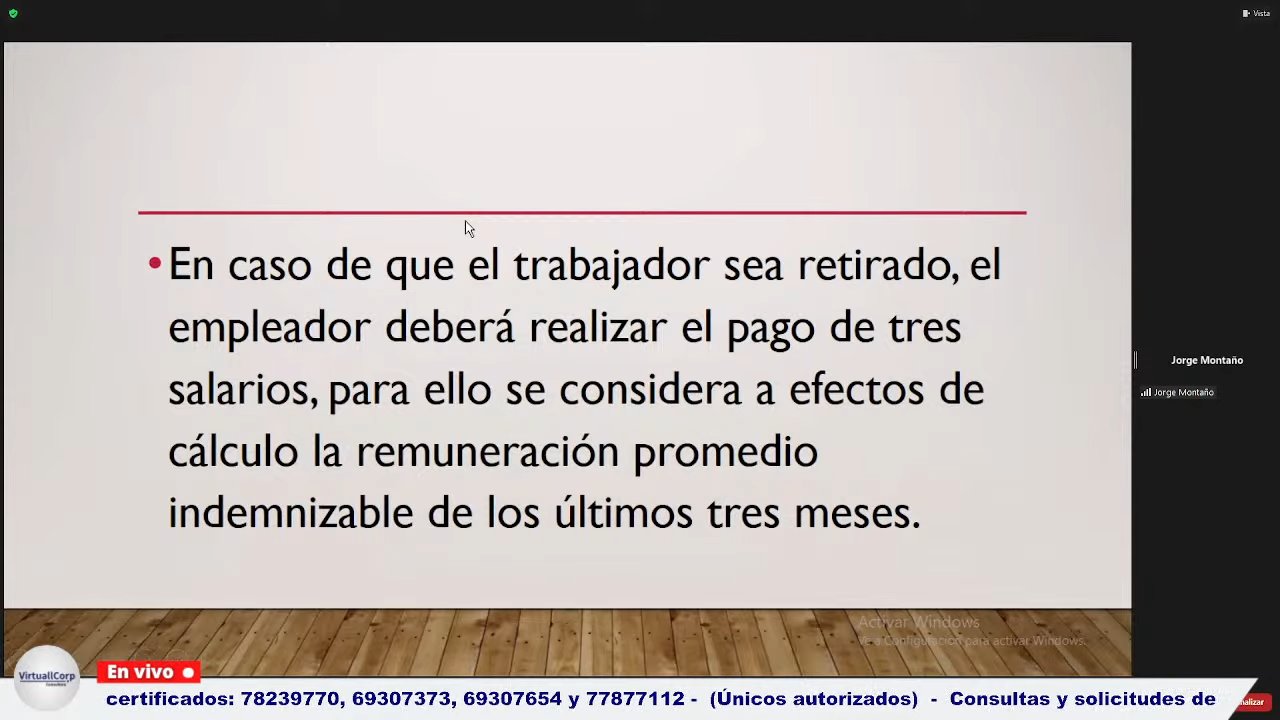 Vista
• En caso de que el trabajador sea retirado, el
empleador deberá realizar el pago de tres
salarios, para ello se considera a efectos de
cálculo la remuneración promedio
indemnizable de los últimos tres meses.
Jorge Montaño
Jorge Montaño
Activar Windows
Ve a Configuración para activar Windows.
VirtuallCorp
En vivo
certificados: 78239770, 69307373, 69307654 y 77877112 - (Únicos autorizados) - Consultas y solicitudes de